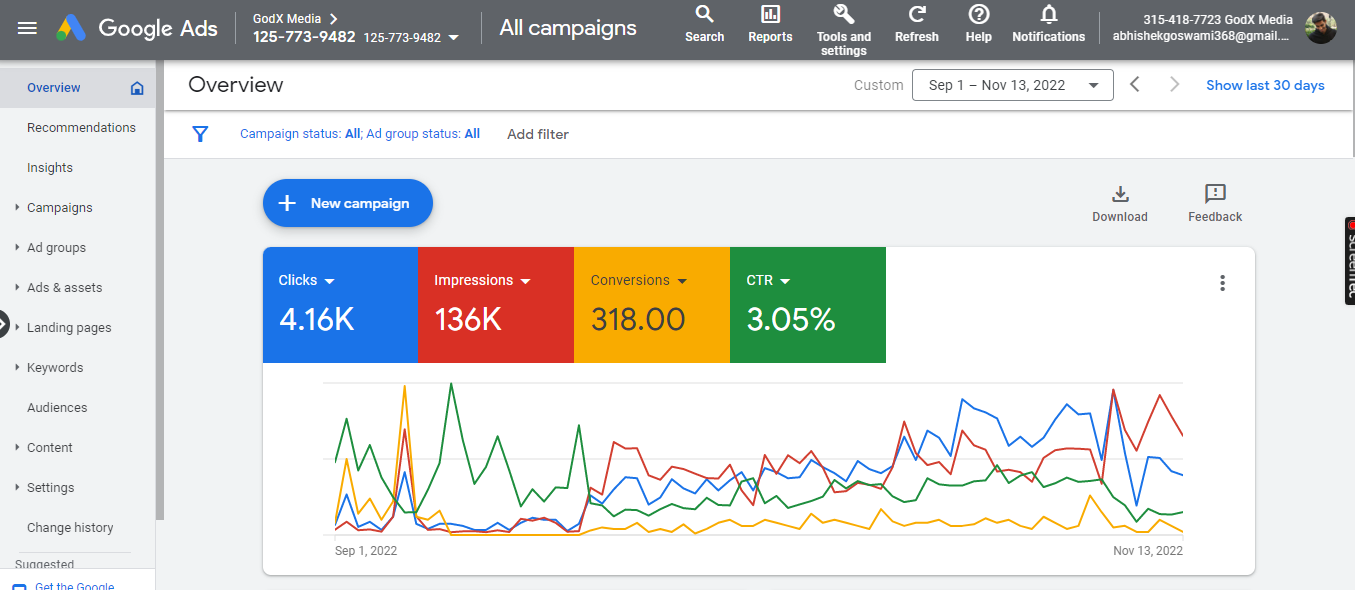 Google Ads
GodX Media
125-773-9482 125-773-9482
All campaigns
Search
Reports
Tools and
settings
Refresh
Help
Notifications
315-418-7723 GodX Media
abhishekgoswami368@gmail....
Overview
Recommendations
Insights
Campaigns
Ad groups
Ads & assets
Landing pages
Keywords
Audiences
Content
Settings
Change history
Suggested
Get the Google
Overview
Custom
Sep 1 – Nov 13, 2022
Show last 30 days
Campaign status: All; Ad group status: All
Add filter
New campaign
Download
Feedback
Clicks
4.16K
Impressions
136K
Conversions
318.00
CTR
3.05%
Sep 1, 2022
Nov 13, 2022